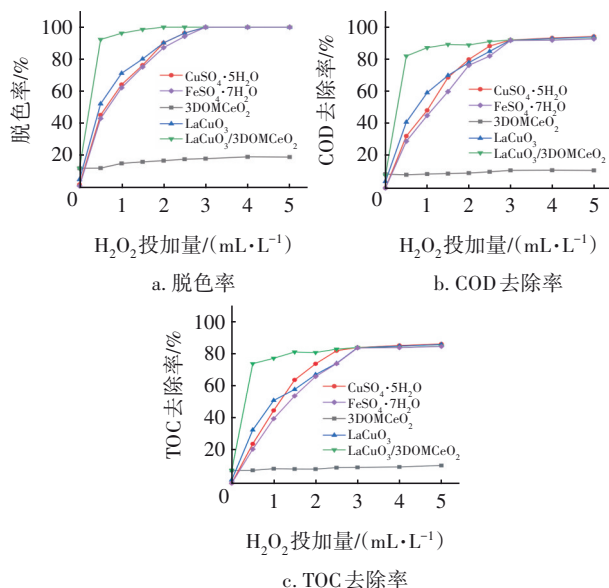 100
80
60
40
20
0
脱色率/%
CuSO₄·5H₂O
FeSO₄·7H₂O
3DOMCeO₂
LaCuO₃
LaCuO₃/3DOMCeO₂
1 2 3 4 5
H₂O₂投加量/(mL·L⁻¹)
a. 脱色率
100
80
60
40
20
0
COD去除率/%
CuSO₄·5H₂O
FeSO₄·7H₂O
3DOMCeO₂
LaCuO₃
LaCuO₃/3DOMCeO₂
1 2 3 4 5
H₂O₂投加量/(mL·L⁻¹)
b. COD去除率
100
80
60
40
20
0
TOC去除率/%
CuSO₄·5H₂O
FeSO₄·7H₂O
3DOMCeO₂
LaCuO₃
LaCuO₃/3DOMCeO₂
1 2 3 4 5
H₂O₂投加量/(mL·L⁻¹)
c. TOC去除率